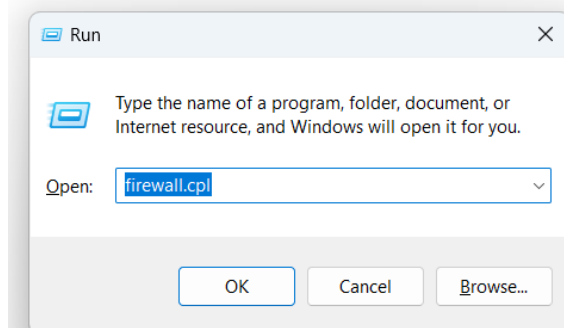 Run
Type the name of a program, folder, document, or
Internet resource, and Windows will open it for you.
Open: firewall.cpl
OK Cancel Browse...